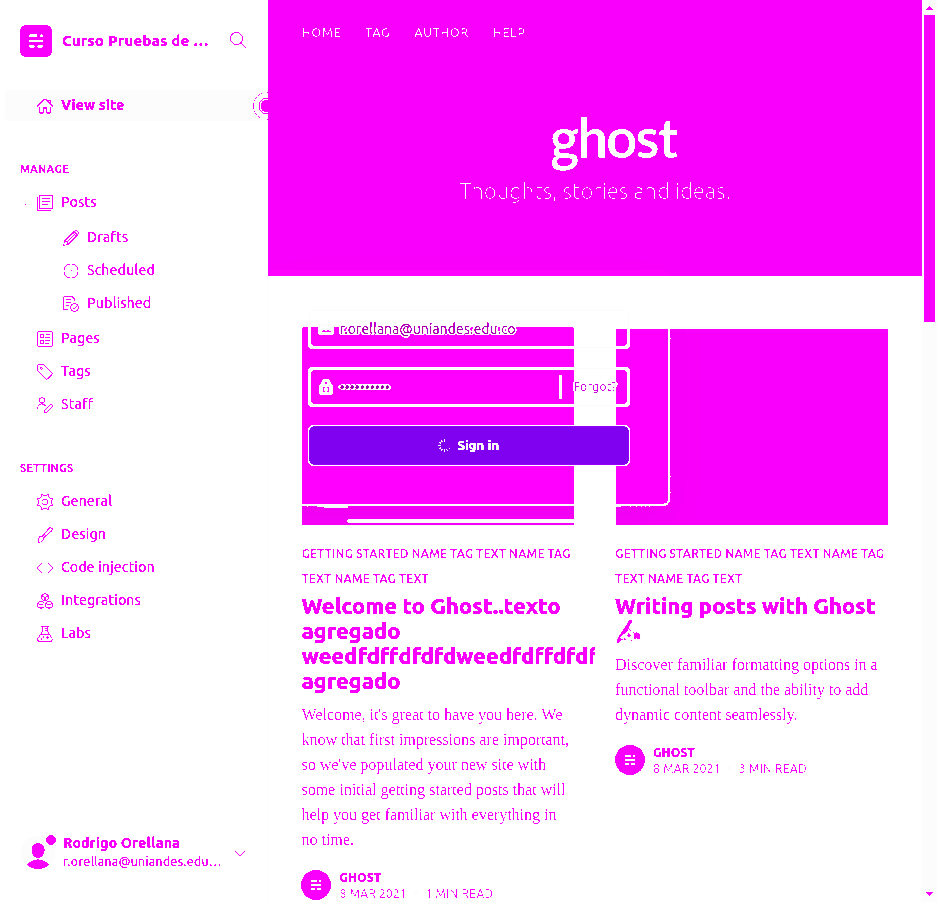 Curso Pruebas de ...
HOME TAG AUTHOR HELP
View site
ghost
Thoughts, stories and ideas.
MANAGE
Posts
Drafts
Scheduled
Published
Pages
Tags
Staff
SETTINGS
General
Design
Code injection
Integrations
Labs
Rodrigo Orellana
r.orellana@uniandes.edu...
r.orellana@uniandes.edu.co
Forgot?
Sign in
GETTING STARTED NAME TAG TEXT NAME TAG
TEXT NAME TAG TEXT
Welcome to Ghost..texto
agregado
weedfdffdfdfdweedfdffdfdf
agregado
Welcome, it's great to have you here. We
know that first impressions are important,
so we've populated your new site with
some initial getting started posts that will
help you get familiar with everything in
no time.
GHOST
8 MAR 2021 1 MIN READ
GETTING STARTED NAME TAG TEXT NAME TAG
TEXT NAME TAG TEXT
Writing posts with Ghost
Discover familiar formatting options in a
functional toolbar and the ability to add
dynamic content seamlessly.
GHOST
8 MAR 2021 3 MIN READ